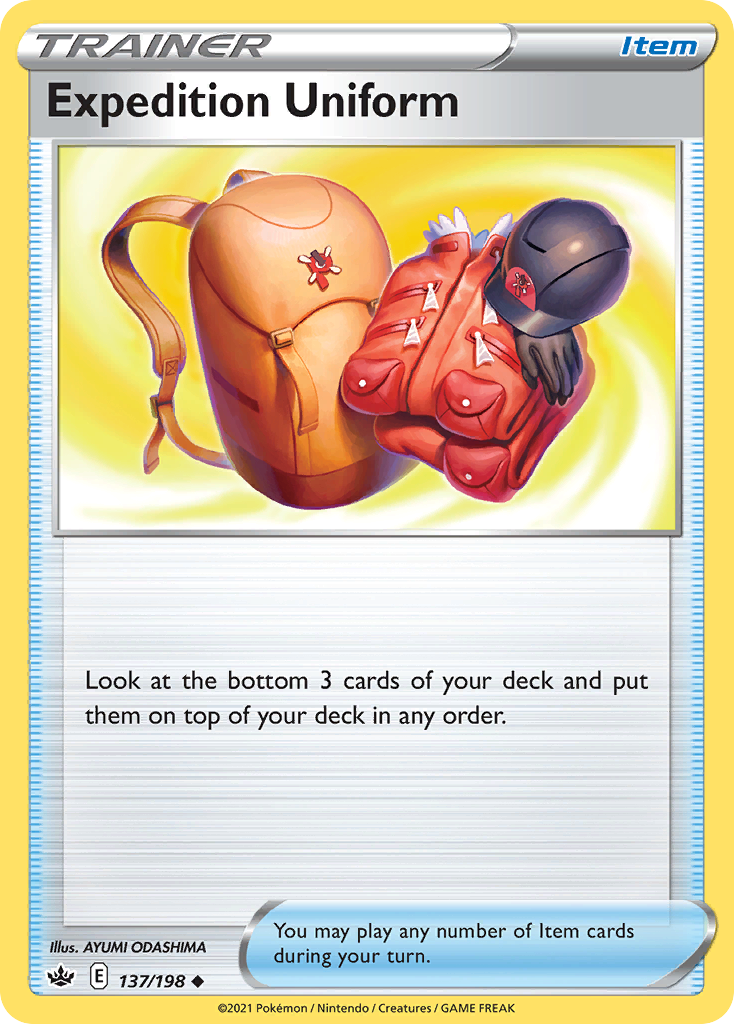 TRAINER
Item
Expedition Uniform
Look at the bottom 3 cards of your deck and put
them on top of your deck in any order.
Illus. AYUMI ODASHIMA
You may play any number of Item cards
during your turn.
E 137/198 ◆
©2021 Pokémon / Nintendo / Creatures / GAME FREAK